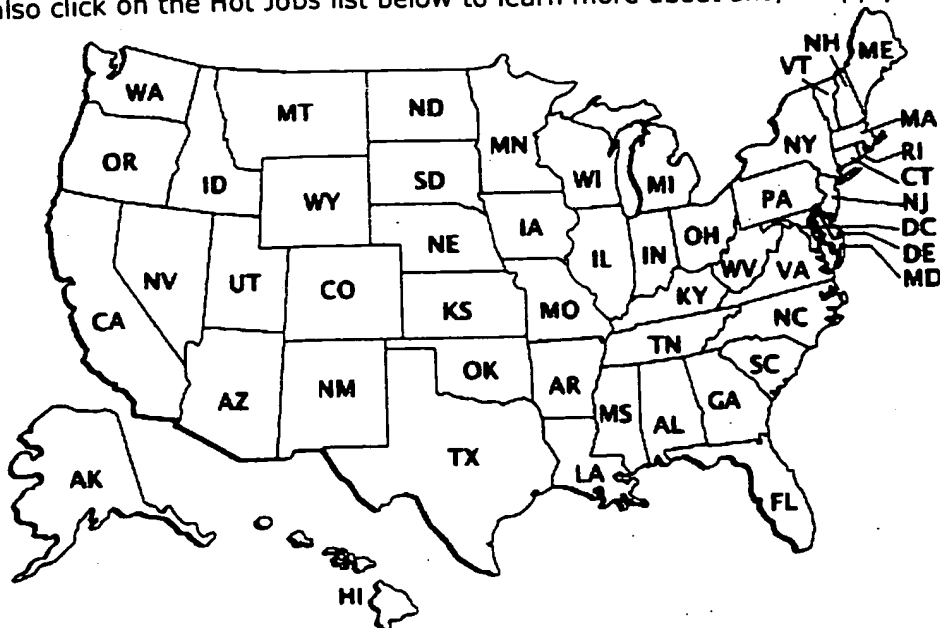 also click on the Hot Jobs list below to learn more about
NH
ME
VT
WA
MT
ND
MA
MN
NY
OR
RI
ID
SD
WI
MI
CT
WY
PA
NJ
IA
DC
NE
OH
DE
IL
IN
WV
MD
NV
UT
CO
VA
KS
MO
KY
CA
NC
TN
OK
SC
AZ
NM
AR
MS
AL
GA
TX
LA
AK
FL
HI